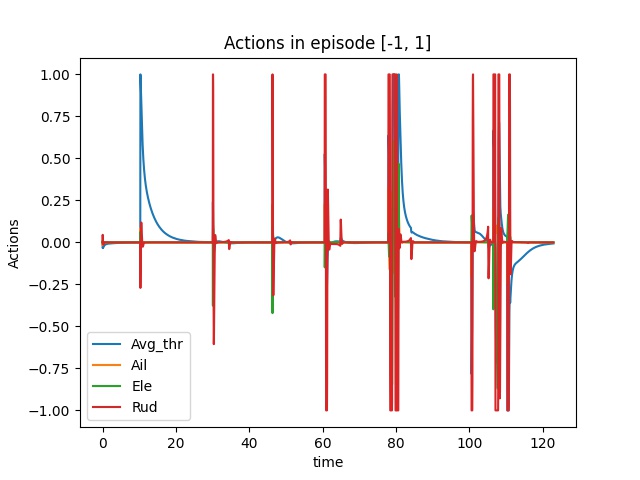 Actions in episode [-1, 1]
1.00
0.75
0.50
0.25
0.00
−0.25
−0.50
−0.75
−1.00
Actions
Avg_thr
Ail
Ele
Rud
0 20 40 60 80 100 120
time